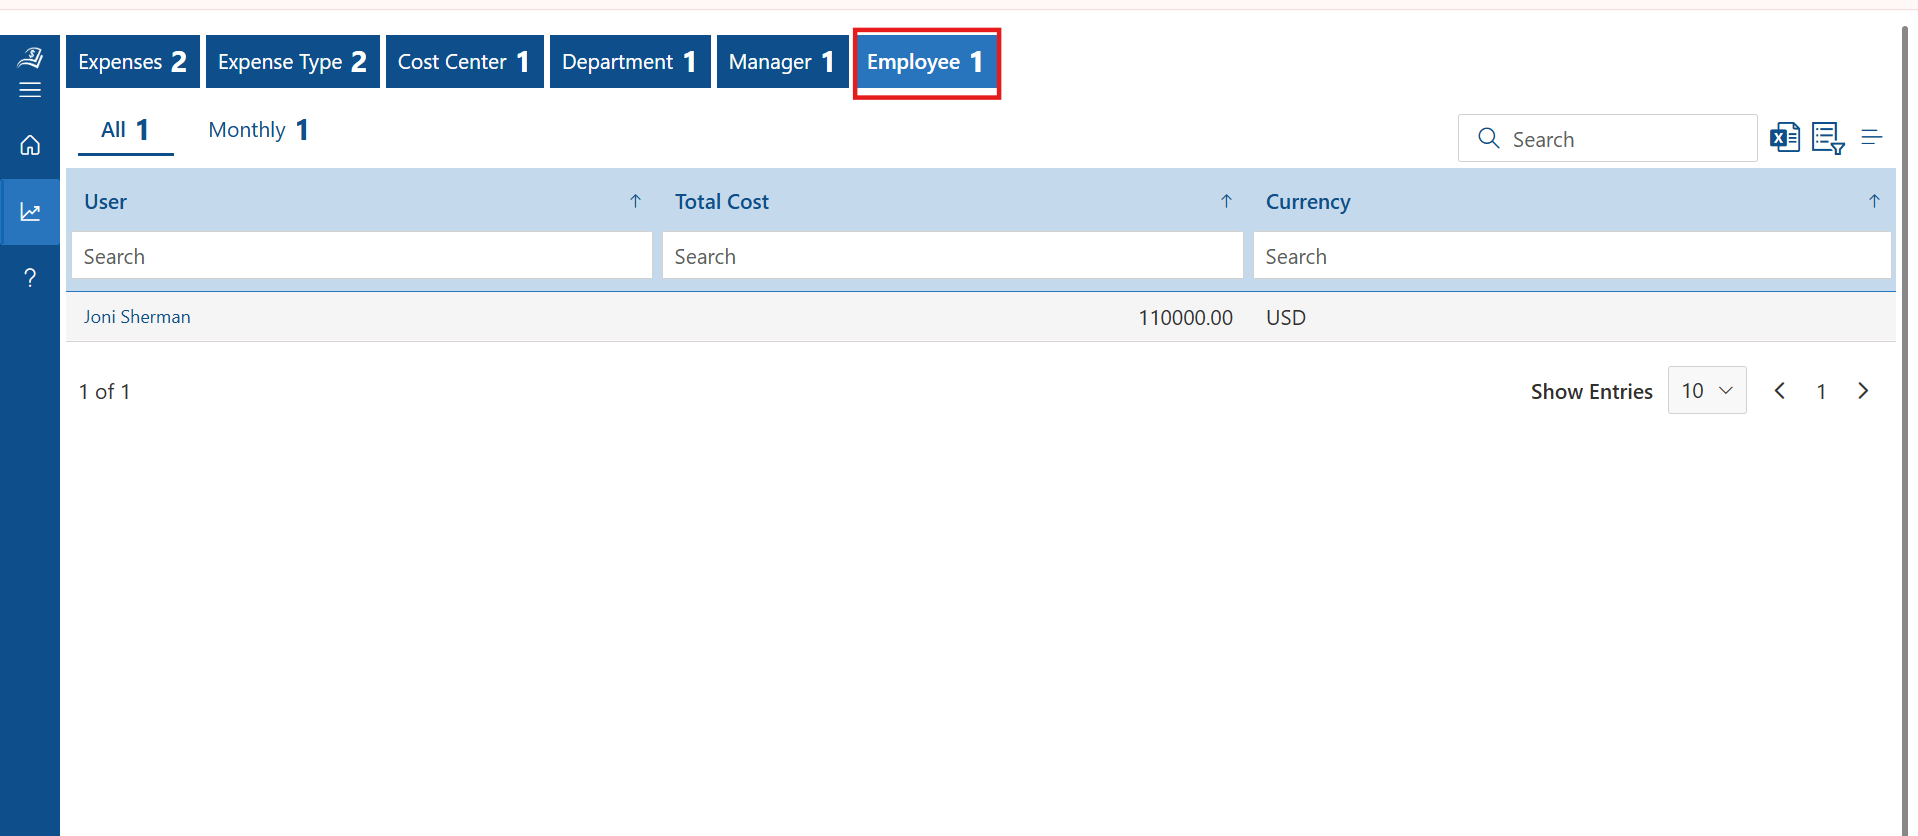 Expenses 2 Expense Type 2 Cost Center 1 Department 1 Manager 1 Employee 1
All 1 Monthly 1
Search
User Total Cost Currency
Search Search Search
Joni Sherman 110000.00 USD
1 of 1 Show Entries 10 1